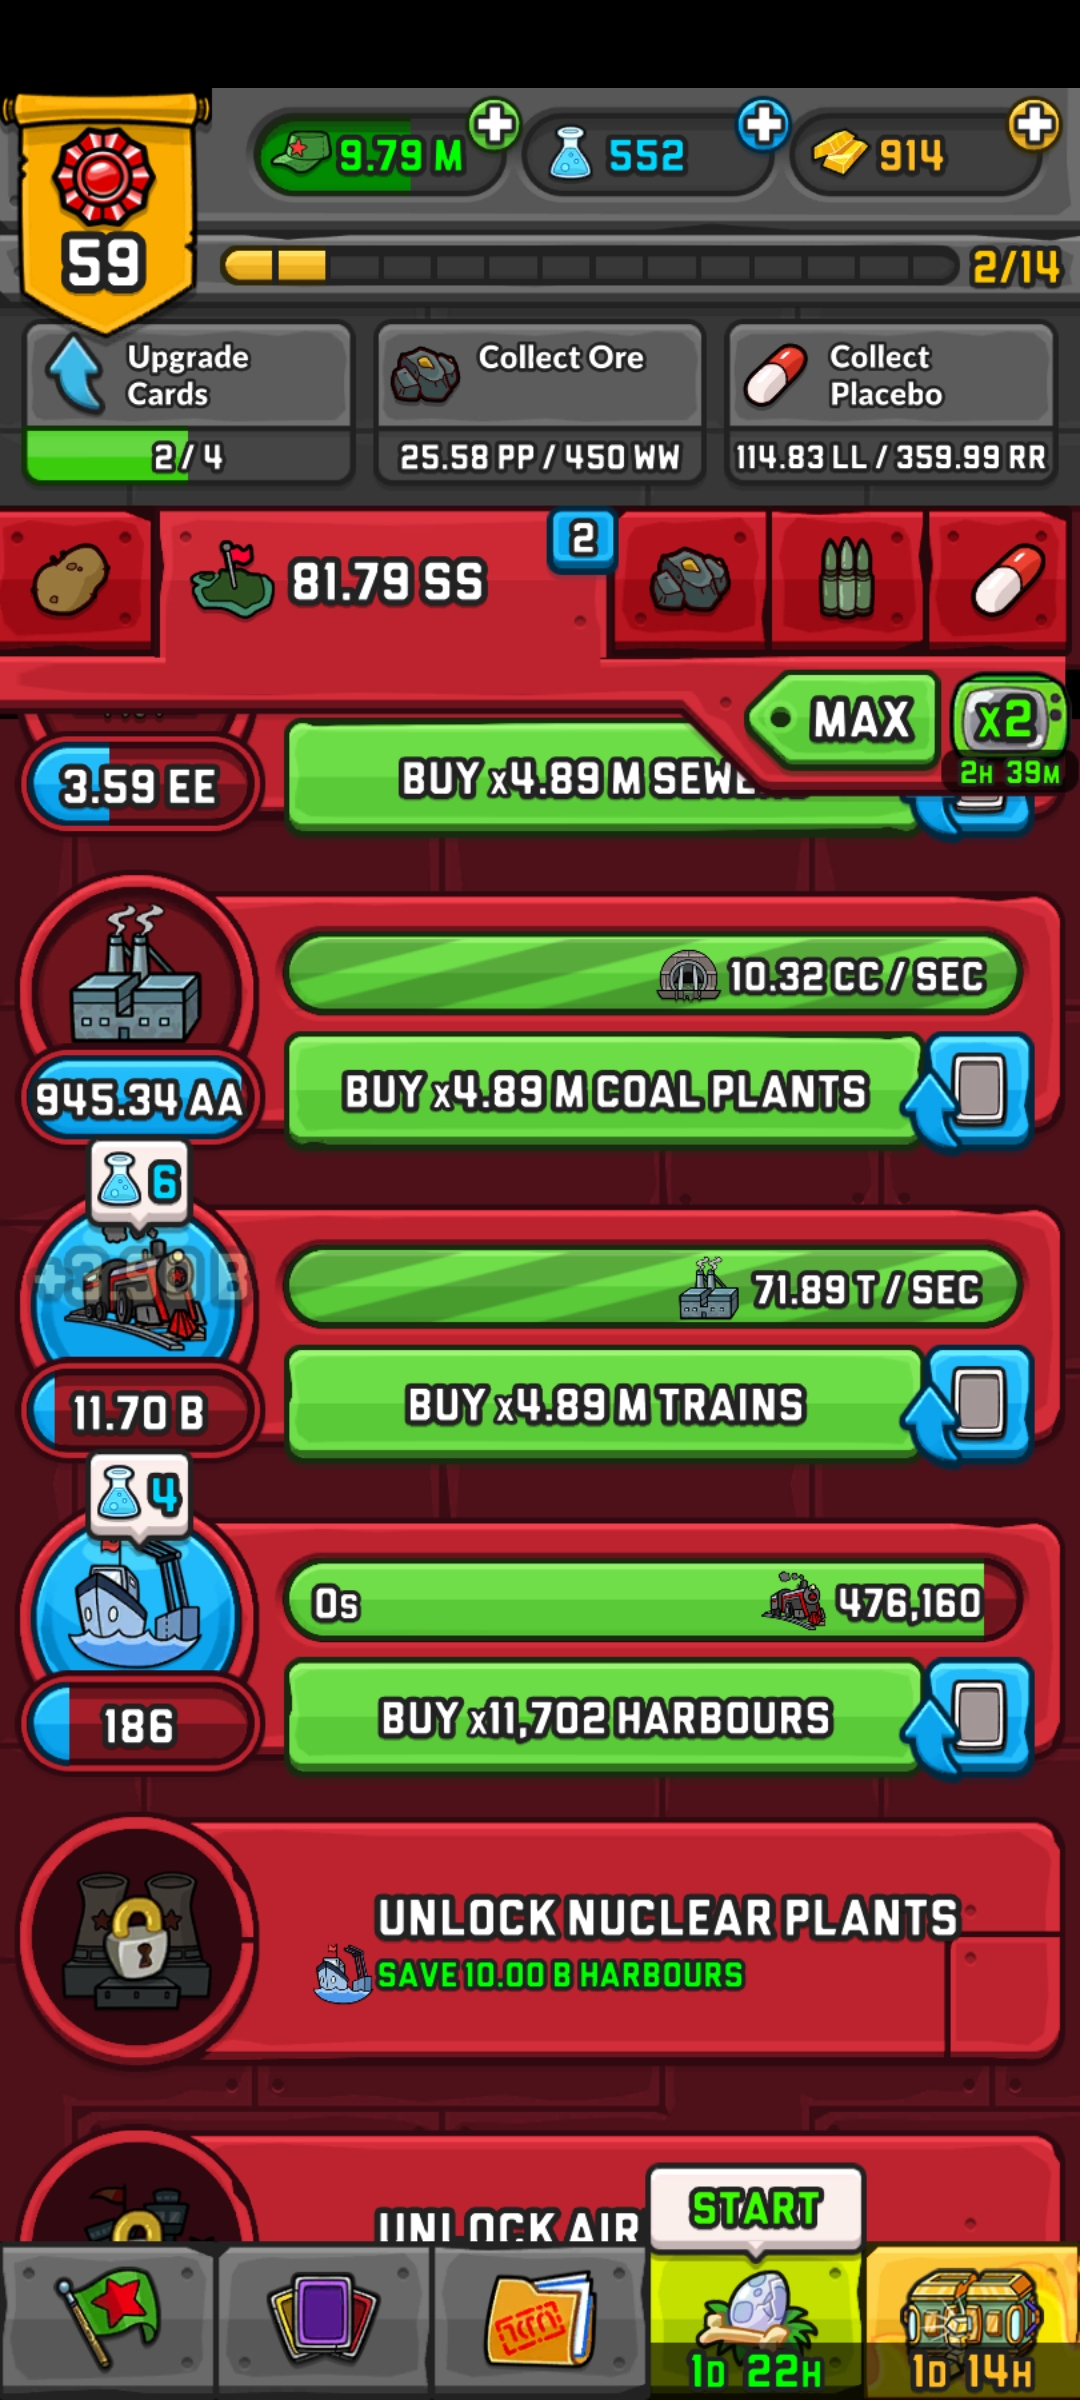 59
9.79 M
552
914
2/14
Upgrade
Cards
2/4
Collect Ore
25.58 PP / 450 WW
Collect
Placebo
114.83 LL / 359.99 RR
81.79 SS
2
MAX
x2
2H 39M
3.59 EE
BUY x4.89 M
10.32 CC / SEC
945.34 AA
BUY x4.89 M COAL PLANTS
6
71.89 T / SEC
11.70 B
BUY x4.89 M TRAINS
4
0s
476,160
186
BUY x11,702 HARBOURS
UNLOCK NUCLEAR PLANTS
SAVE 10.00 B HARBOURS
UNLOCK AIR
START
1D 22H
1D 14H